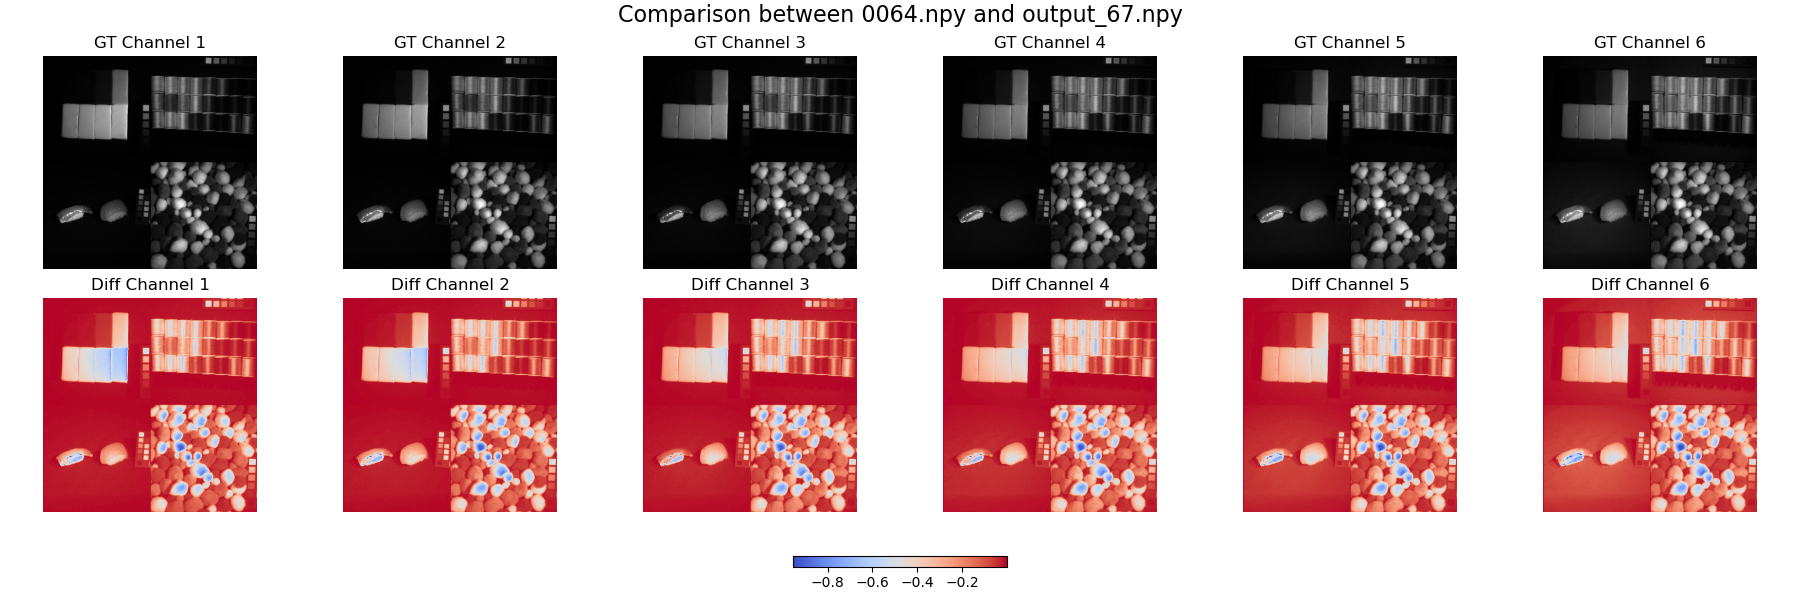 Comparison between 0064.npy and output_67.npy
GT Channel 1 GT Channel 2 GT Channel 3 GT Channel 4 GT Channel 5 GT Channel 6
Diff Channel 1 Diff Channel 2 Diff Channel 3 Diff Channel 4 Diff Channel 5 Diff Channel 6
−0.8 −0.6 −0.4 −0.2